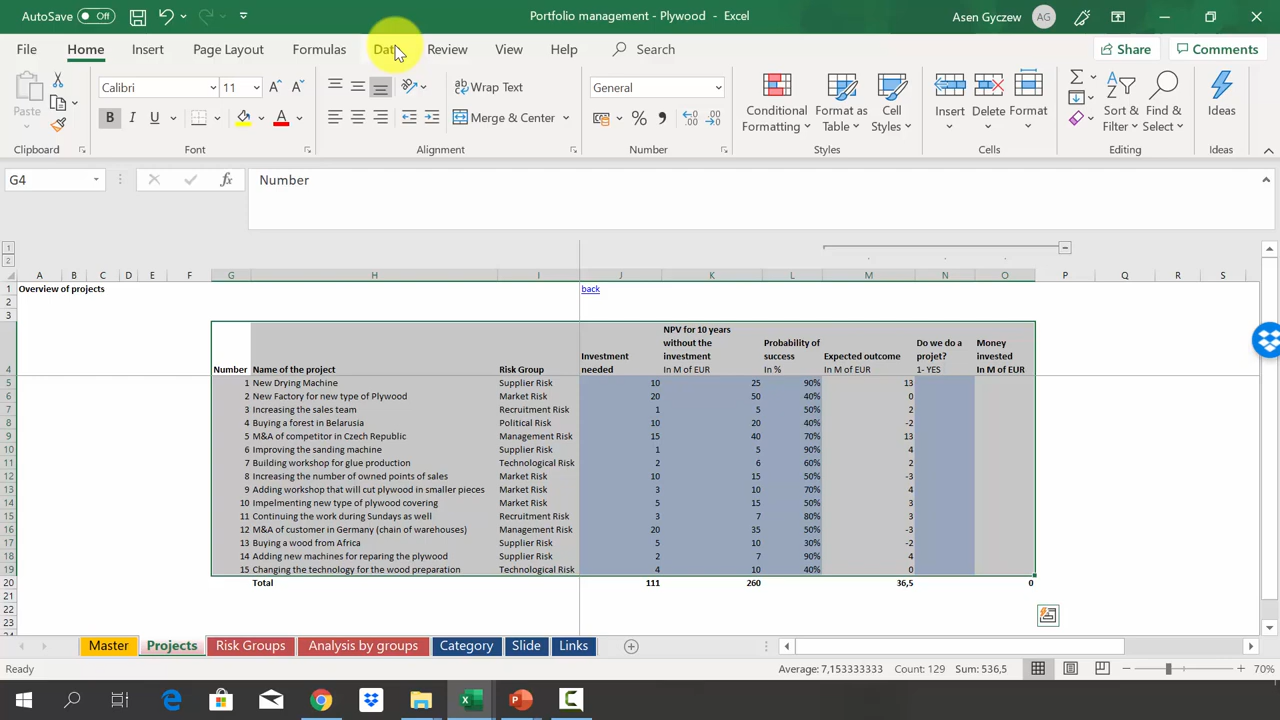 AutoSave Off Portfolio management - Plywood - Excel Asen Gyczew AG
File Home Insert Page Layout Formulas Data Review View Help Search Share Comments
Paste
Clipboard
Calibri 11
B I U
Font
Wrap Text
Merge & Center
Alignment
General
Number
Conditional Formatting
Format as Table
Cell Styles
Styles
Insert Delete Format
Cells
Sort & Filter
Find & Select
Editing
Ideas
Ideas
G4 fx Number
1
2
A B C D E F G H I J K L M N O P Q R S
1 Overview of projects back
2
3
4 Number Name of the project Risk Group Investment needed NPV for 10 years without the investment In M of EUR Probability of success In % Expected outcome In M of EUR Do we do a projet? 1- YES Money invested In M of EUR
5 1 New Drying Machine Supplier Risk 10 25 90% 13
6 2 New Factory for new type of Plywood Market Risk 20 50 40% 0
7 3 Increasing the sales team Recruitment Risk 1 5 50% 2
8 4 Buying a forest in Belarusia Political Risk 10 20 40% -2
9 5 M&A of competitor in Czech Republic Management Risk 15 40 70% 13
10 6 Improving the sanding machine Supplier Risk 1 5 90% 4
11 7 Building workshop for glue production Technological Risk 2 6 60% 2
12 8 Increasing the number of owned points of sales Market Risk 10 15 50% -3
13 9 Adding workshop that will cut plywood in smaller pieces Market Risk 3 10 70% 4
14 10 Impelmenting new type of plywood covering Market Risk 5 15 50% 3
15 11 Continuing the work during Sundays as well Recruitment Risk 3 7 80% 3
16 12 M&A of customer in Germany (chain of warehouses) Management Risk 20 35 50% -3
17 13 Buying a wood from Africa Supplier Risk 5 10 30% -2
18 14 Adding new machines for reparing the plywood Supplier Risk 2 7 90% 4
19 15 Changing the technology for the wood preparation Technological Risk 4 10 40% 0
20 Total 111 260 36,5 0
21
22
23
Master Projects Risk Groups Analysis by groups Category Slide Links
Ready Average: 7,153333333 Count: 129 Sum: 536,5 70%